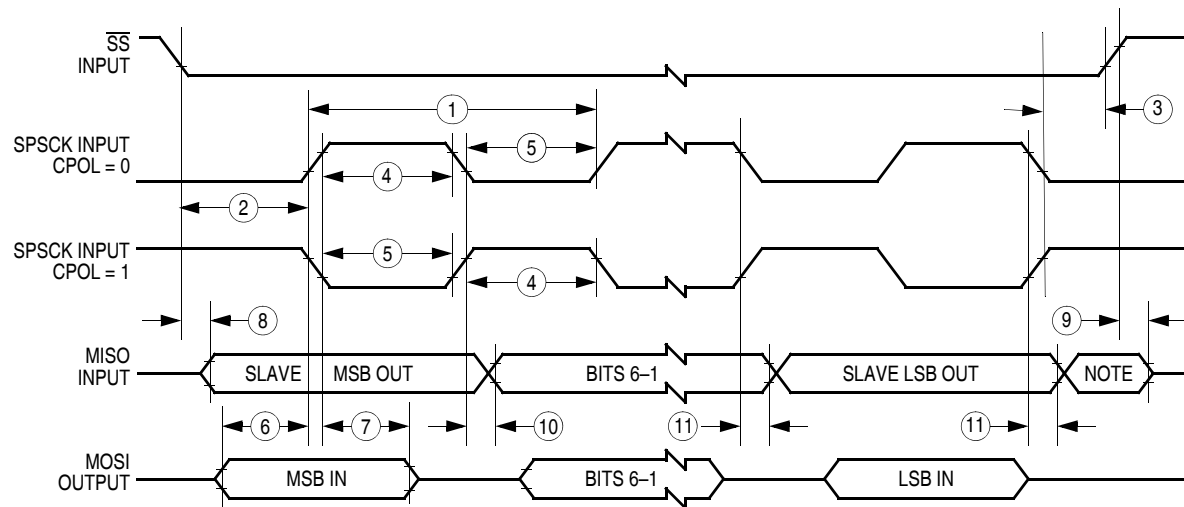 SS
INPUT
1
3
SPSCK INPUT
CPOL = 0
5
4
2
SPSCK INPUT
CPOL = 1
5
4
8
9
MISO
INPUT
SLAVE MSB OUT
BITS 6–1
SLAVE LSB OUT
NOTE
6
7
10
11
11
MOSI
OUTPUT
MSB IN
BITS 6–1
LSB IN